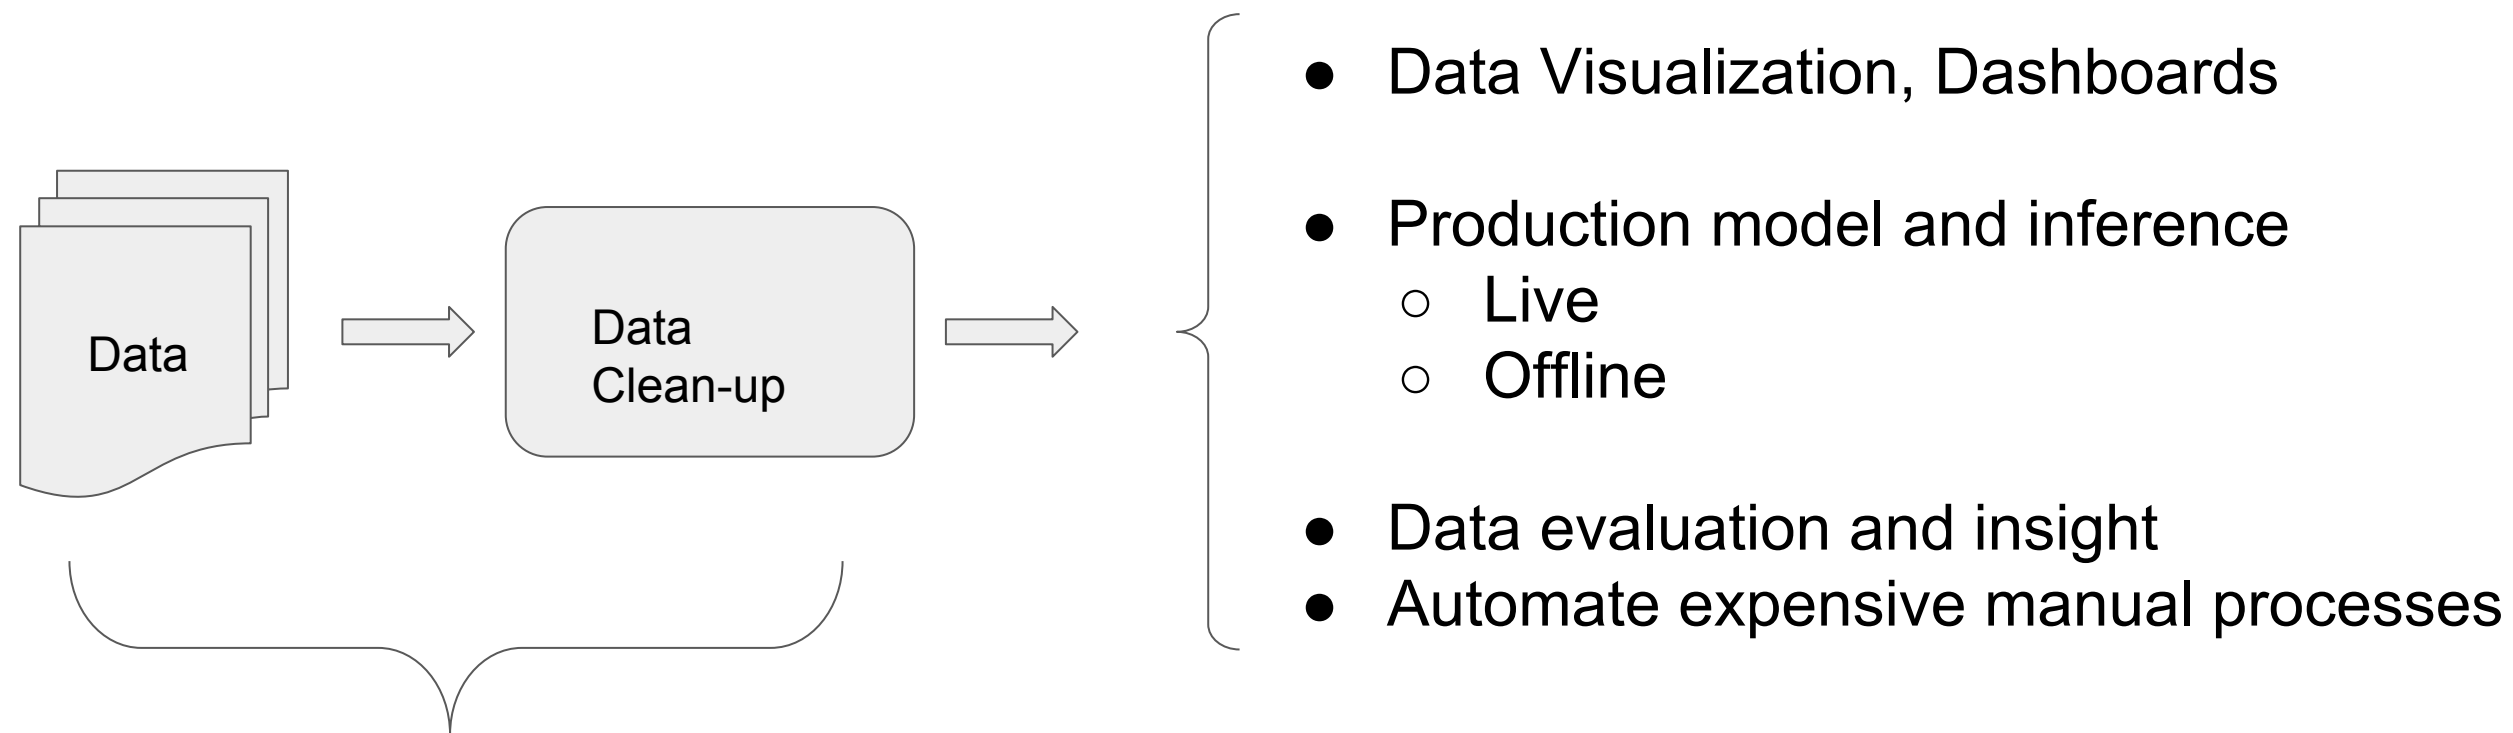 Data
Data
Clean-up
● Data Visualization, Dashboards
● Production model and inference
○ Live
○ Offline
● Data evaluation and insight
● Automate expensive manual processes